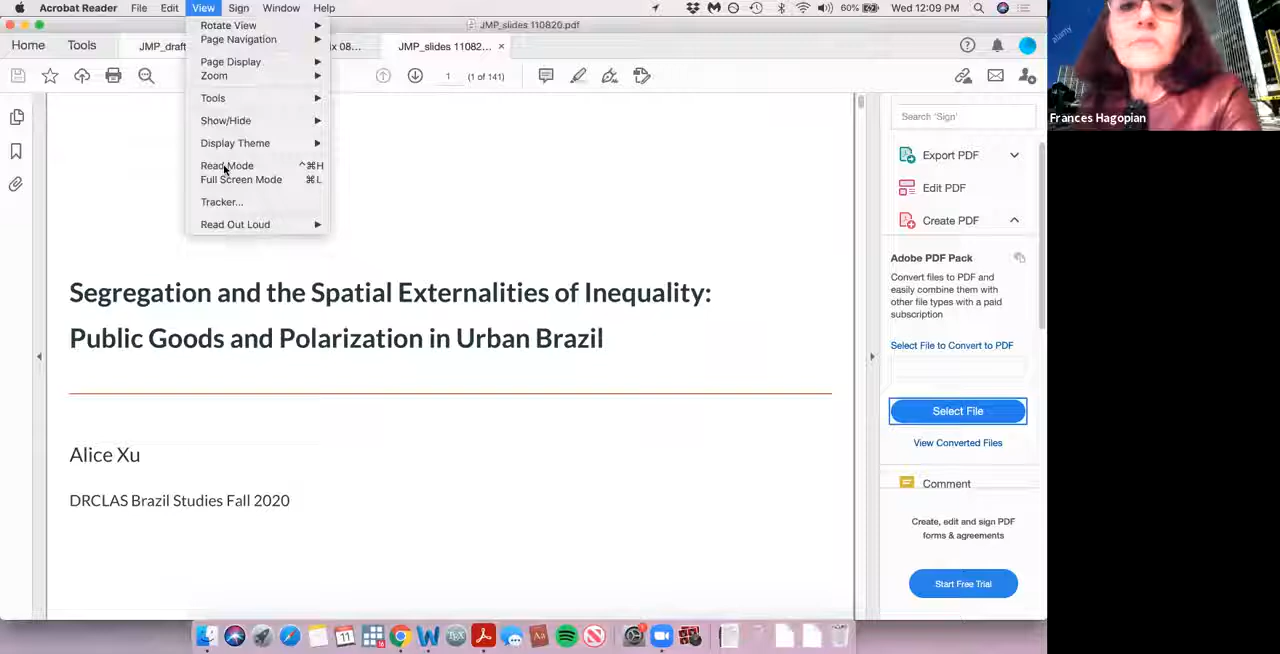 Acrobat Reader File Edit View Sign Window Help 60% Wed 12:09 PM
JMP_slides 110820.pdf
Home Tools JMP_draft ix 08... JMP_slides 11082... ×
1 (1 of 141)
Rotate View
Page Navigation
Page Display
Zoom
Tools
Show/Hide
Display Theme
Read Mode ^⌘H
Full Screen Mode ⌘L
Tracker...
Read Out Loud
Segregation and the Spatial Externalities of Inequality:
Public Goods and Polarization in Urban Brazil
Alice Xu
DRCLAS Brazil Studies Fall 2020
Search 'Sign'
Export PDF
Edit PDF
Create PDF
Adobe PDF Pack
Convert files to PDF and
easily combine them with
other file types with a paid
subscription
Select File to Convert to PDF
Select File
View Converted Files
Comment
Create, edit and sign PDF
forms & agreements
Start Free Trial
alamy
Frances Hagopian
11
W
TEX
Aa